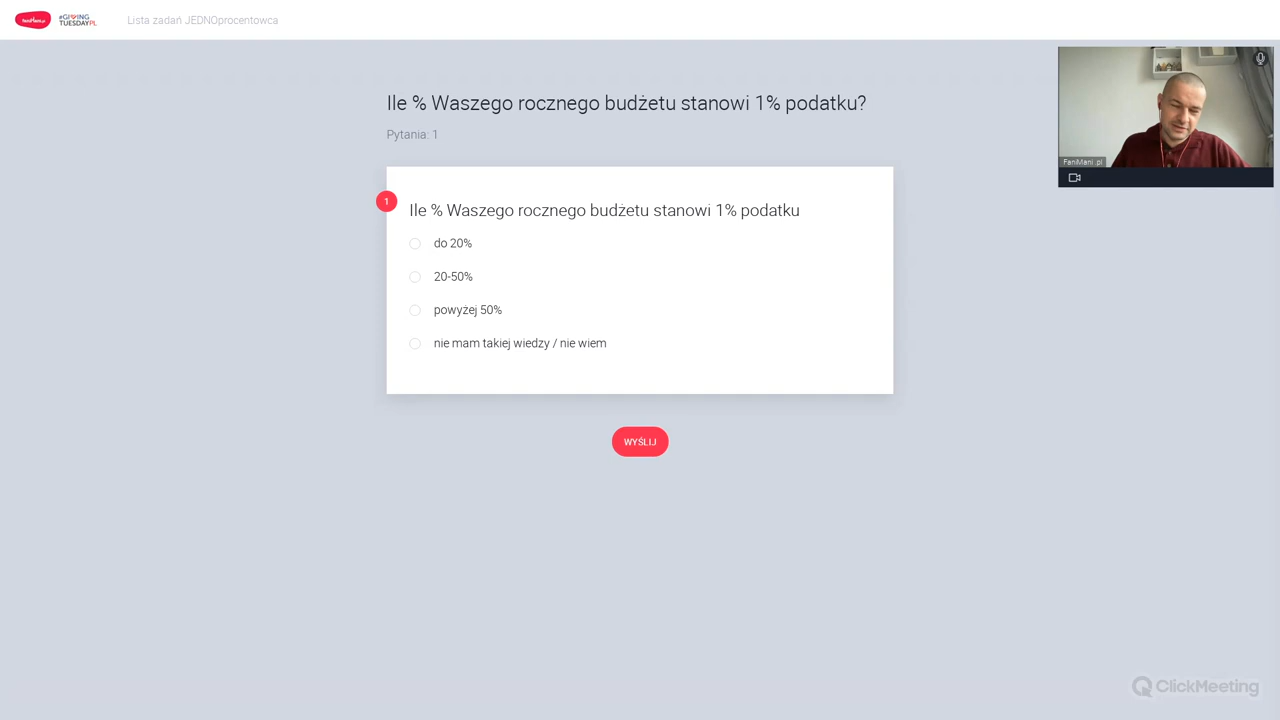 FaniMani.pl
#GIVING
TUESDAYPL
Lista zadań JEDNOprocentowca
Ile % Waszego rocznego budżetu stanowi 1% podatku?
Pytania: 1
FaniMani .pl
1
Ile % Waszego rocznego budżetu stanowi 1% podatku
do 20%
20-50%
powyżej 50%
nie mam takiej wiedzy / nie wiem
WYŚLIJ
ClickMeeting